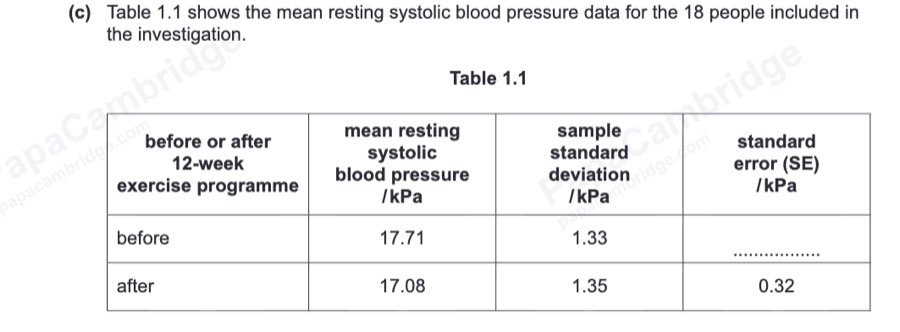 (c) Table 1.1 shows the mean resting systolic blood pressure data for the 18 people included in
the investigation.
Table 1.1
before or after
12-week
exercise programme
mean resting
systolic
blood pressure
/kPa
sample
standard
deviation
/kPa
standard
error (SE)
/kPa
before 17.71 1.33 .................
after 17.08 1.35 0.32